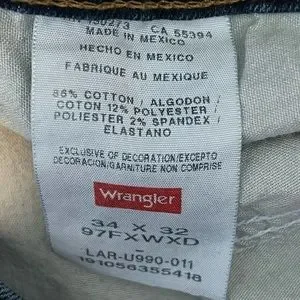 CA 55394
MADE IN MEXICO
HECHO EN MEXICO
FABRIQUE AU MEXIQUE
86% COTTON / ALGODON /
COTON 12% POLYESTER /
POLIESTER 2% SPANDEX /
ELASTANO
EXCLUSIVE OF DECORATION/EXCEPTO
DECORACION/GARNITURE NON COMPRISE
Wrangler
34 X 32
97FXWXD
LAR-U990-011
191056355418